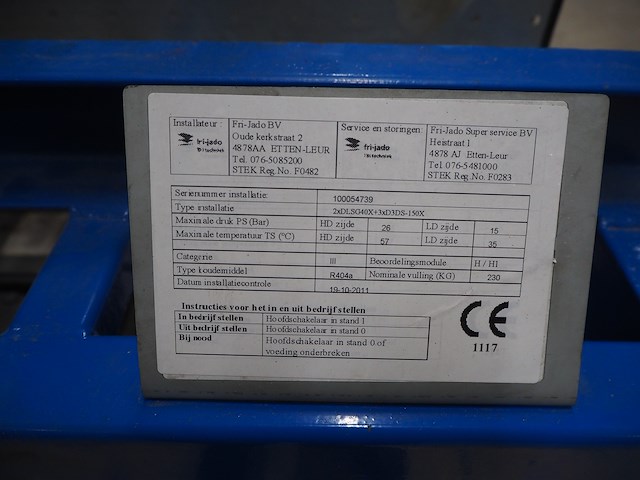 Installateur : Fri-Jado BV Service en storingen: Fri-Jado Super service BV
fri-jado Oude kerkstraat 2 fri-jado Heistraat 1
4878AA ETTEN-LEUR 4878 AJ Etten-Leur
Tel. 076-5085200 Tel. 076-5481000
STEK Reg.No. F0482 STEK Reg.No. F0283
Serienummer installatie: 100054739
Type installatie 2xDLSG40X+3xD3DS-150X
Maximale druk PS (Bar) HD zijde 26 LD zijde 15
Maximale temperatuur TS (°C) HD zijde 57 LD zijde 35
Categorie III Beoordelingsmodule H / HI
Type koudemiddel R404a Nominale vulling (KG) 230
Datum installatiecontrole 19-10-2011
Instructies voor het in en uit bedrijf stellen
In bedrijf stellen Hoofdschakelaar in stand 1
Uit bedrijf stellen Hoofdschakelaar in stand 0
Bij nood Hoofdschakelaar in stand 0 of
voeding onderbreken
CE
1117